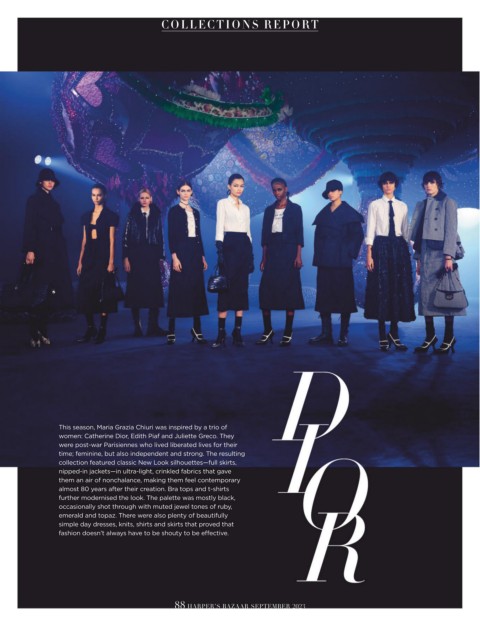 COLLECTIONS REPORT
This season, Maria Grazia Chiuri was inspired by a trio of
women: Catherine Dior, Edith Piaf and Juliette Greco. They
were post-war Parisiennes who lived liberated lives for their
time; feminine, but also independent and strong. The resulting
collection featured classic New Look silhouettes—full skirts,
nipped-in jackets—in ultra-light, crinkled fabrics that gave
them an air of nonchalance, making them feel contemporary
almost 80 years after their creation. Bra tops and t-shirts
further modernised the look. The palette was mostly black,
occasionally shot through with muted jewel tones of ruby,
emerald and topaz. There were also plenty of beautifully
simple day dresses, knits, shirts and skirts that proved that
fashion doesn't always have to be shouty to be effective.
DIOR
88 HARPER'S BAZAAR SEPTEMBER 2023